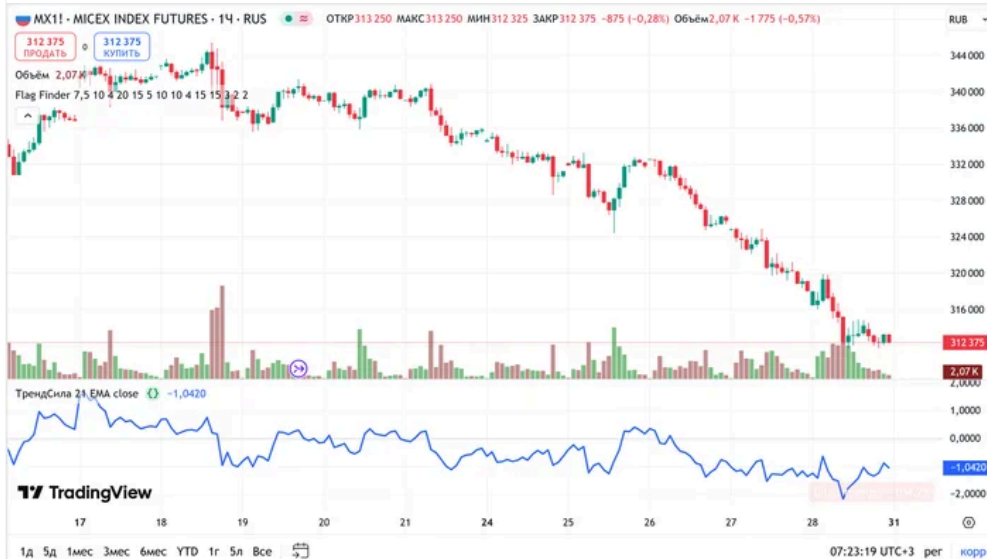 MX1! · MICEX INDEX FUTURES · 1Ч · RUS ОТКР313 250 МАКС313 250 МИН312 325 ЗАКР312 375 −875 (−0,28%) Объём2,07 K −1 775 (−0,57%) RUB
312 375 ПРОДАТЬ 0 312 375 КУПИТЬ
Объём 2,07 K
Flag Finder 7,5 10 4 20 15 5 10 10 4 15 15 3 2 2
344 000
340 000
336 000
332 000
328 000
324 000
320 000
316 000
312 375
2,07 K
2,0000
ТрендСила 21 EMA close {} −1,0420
1,0000
0,0000
−1,0420
−2,0000
TradingView
17 18 19 20 21 24 25 26 27 28 31
1д 5д 1мес 3мес 6мес YTD 1г 5л Все 07:23:19 UTC+3 рег корр